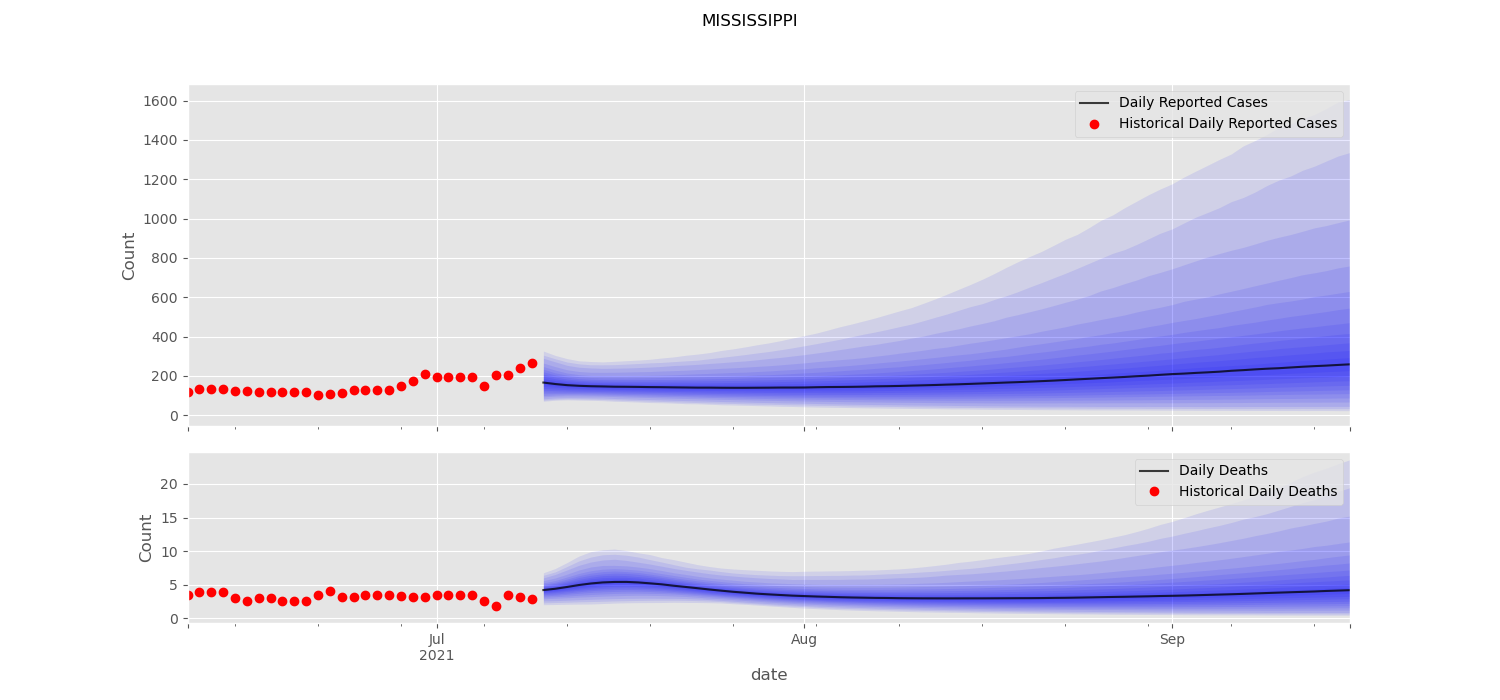 MISSISSIPPI
1600
1400
1200
1000
800
600
400
200
0
Count
Daily Reported Cases
Historical Daily Reported Cases
20
15
10
5
0
Count
Daily Deaths
Historical Daily Deaths
Jul
2021
Aug
Sep
date